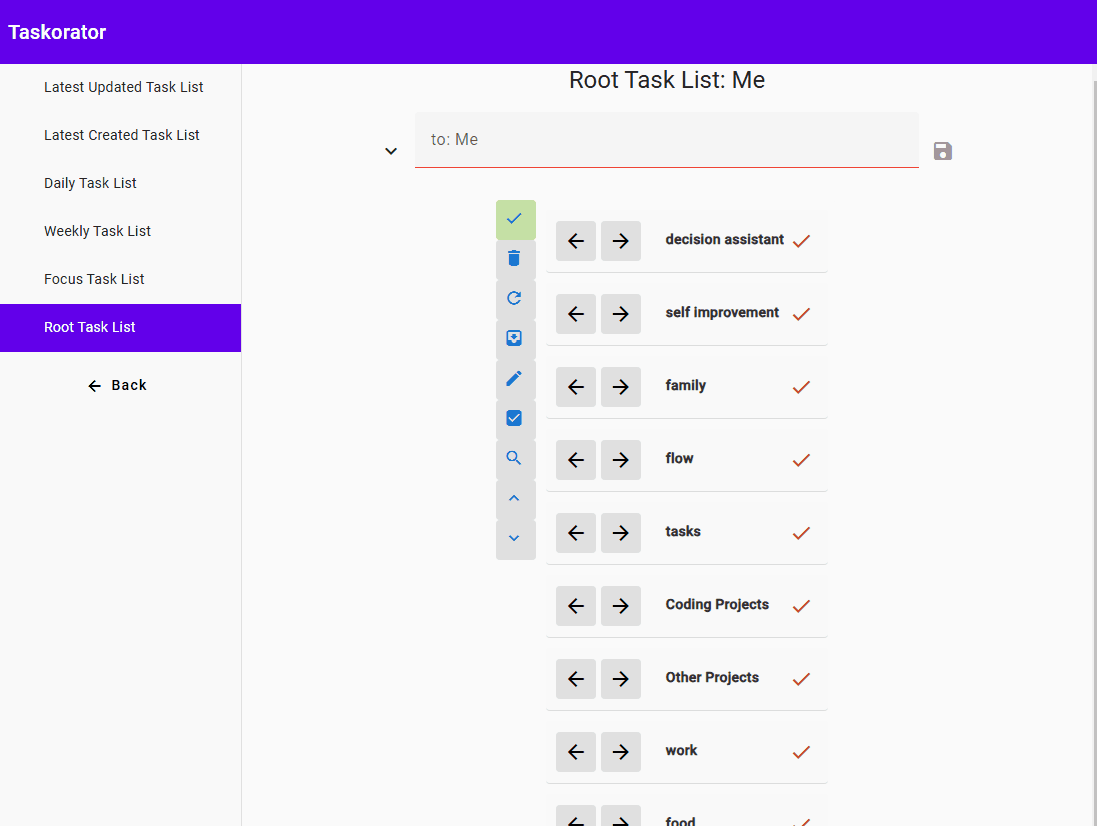 Taskorator
Latest Updated Task List
Latest Created Task List
Daily Task List
Weekly Task List
Focus Task List
Root Task List
Back
Root Task List: Me
to: Me
decision assistant
self improvement
family
flow
tasks
Coding Projects
Other Projects
work
food